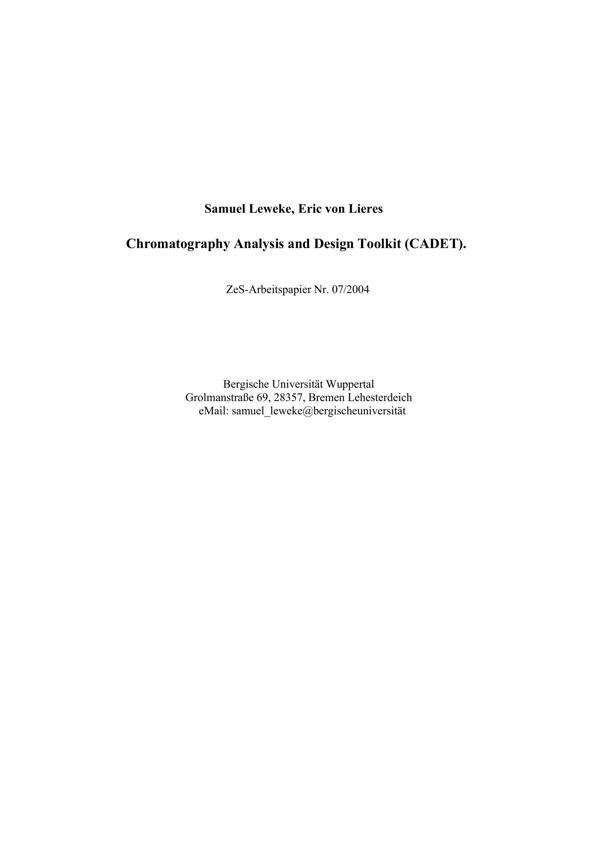 Samuel Leweke, Eric von Lieres
Chromatography Analysis and Design Toolkit (CADET).
ZeS-Arbeitspapier Nr. 07/2004
Bergische Universität Wuppertal
Grolmanstraße 69, 28357, Bremen Lehesterdeich
eMail: samuel_leweke@bergischeuniversität